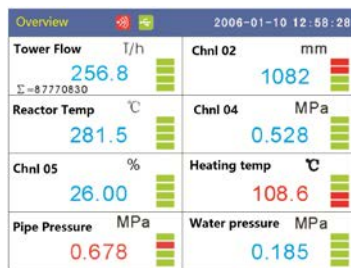 Overview 2006-01-10 12:58:28
Tower Flow T/h
256.8
Σ=87770830
Chnl 02 mm
1082
Reactor Temp ℃
281.5
Chnl 04 MPa
0.528
Chnl 05 %
26.00
Heating temp ℃
108.6
Pipe Pressure MPa
0.678
Water pressure MPa
0.185